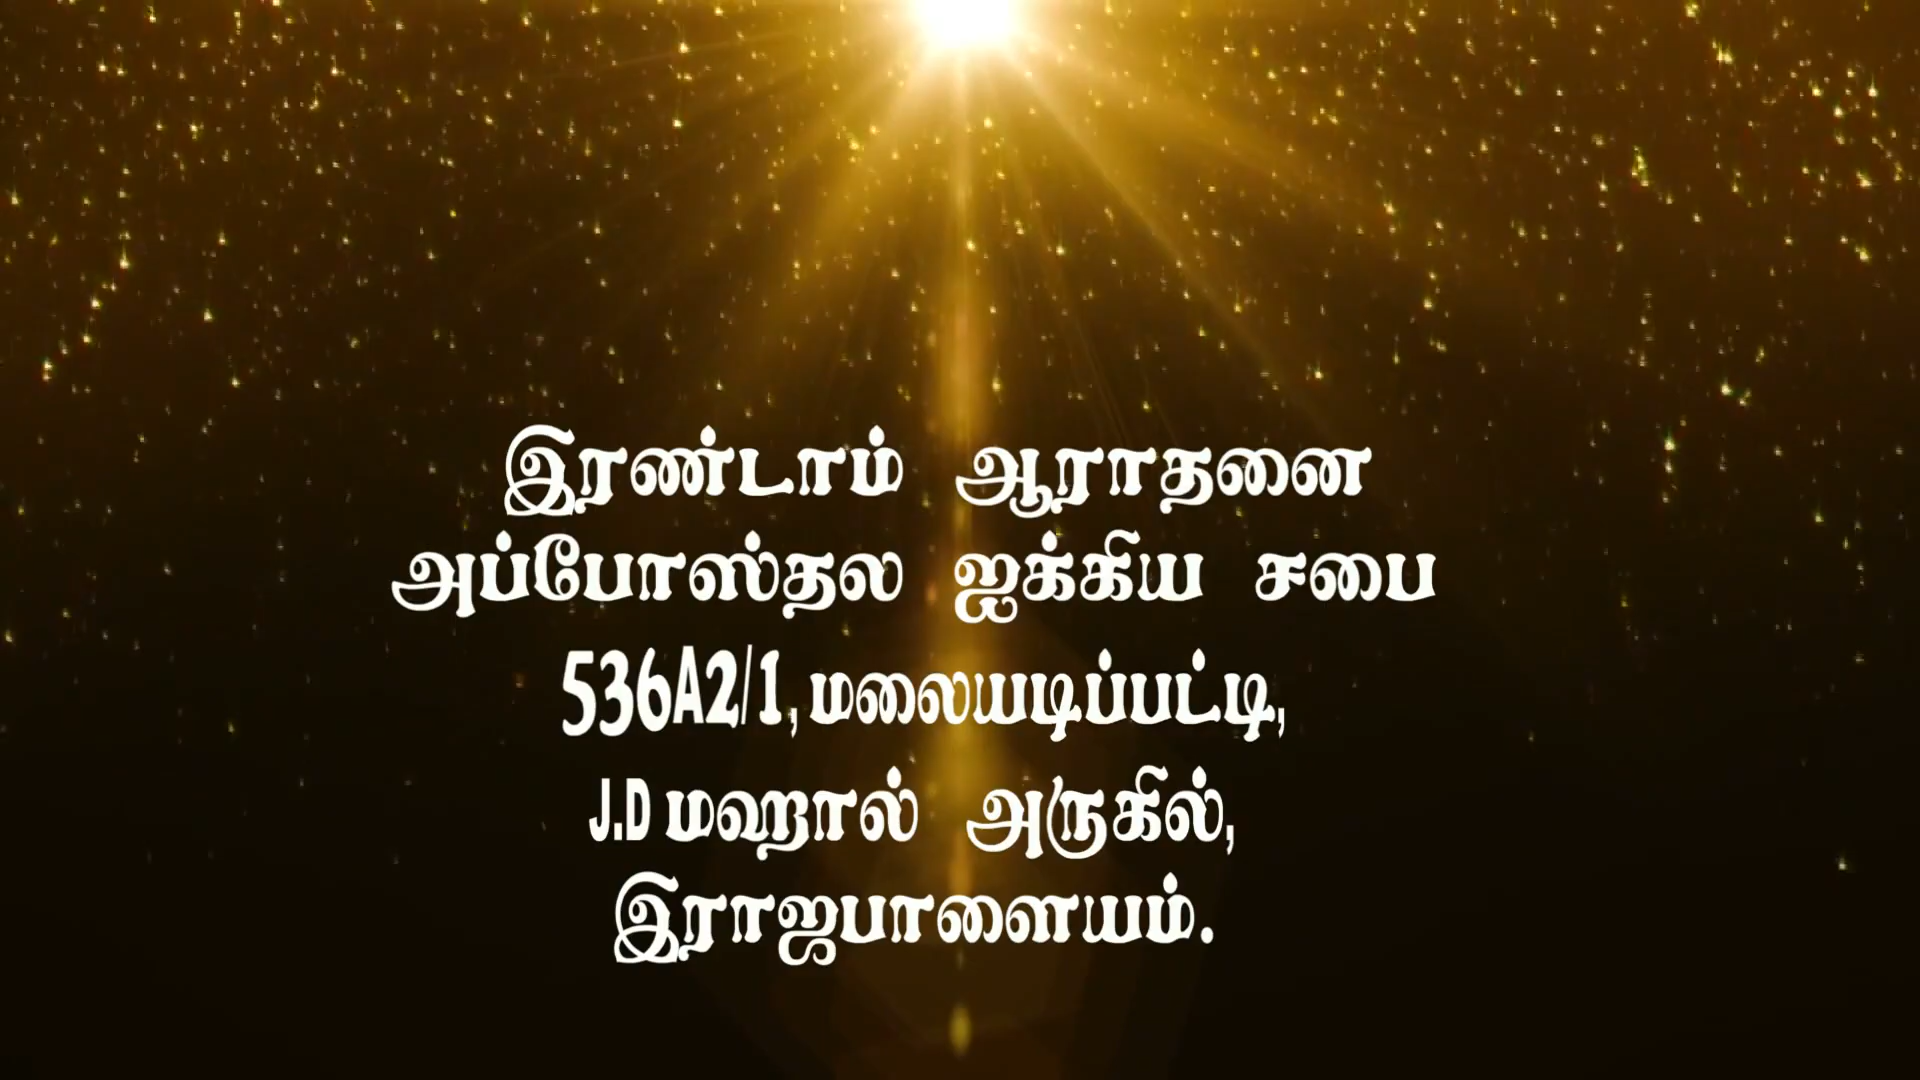 இரண்டாம் ஆராதனை
அப்போஸ்தல ஐக்கிய சபை
536A2/1, மலையடிப்பட்டி,
J.D மஹால் அருகில்,
இராஜபாளையம்.